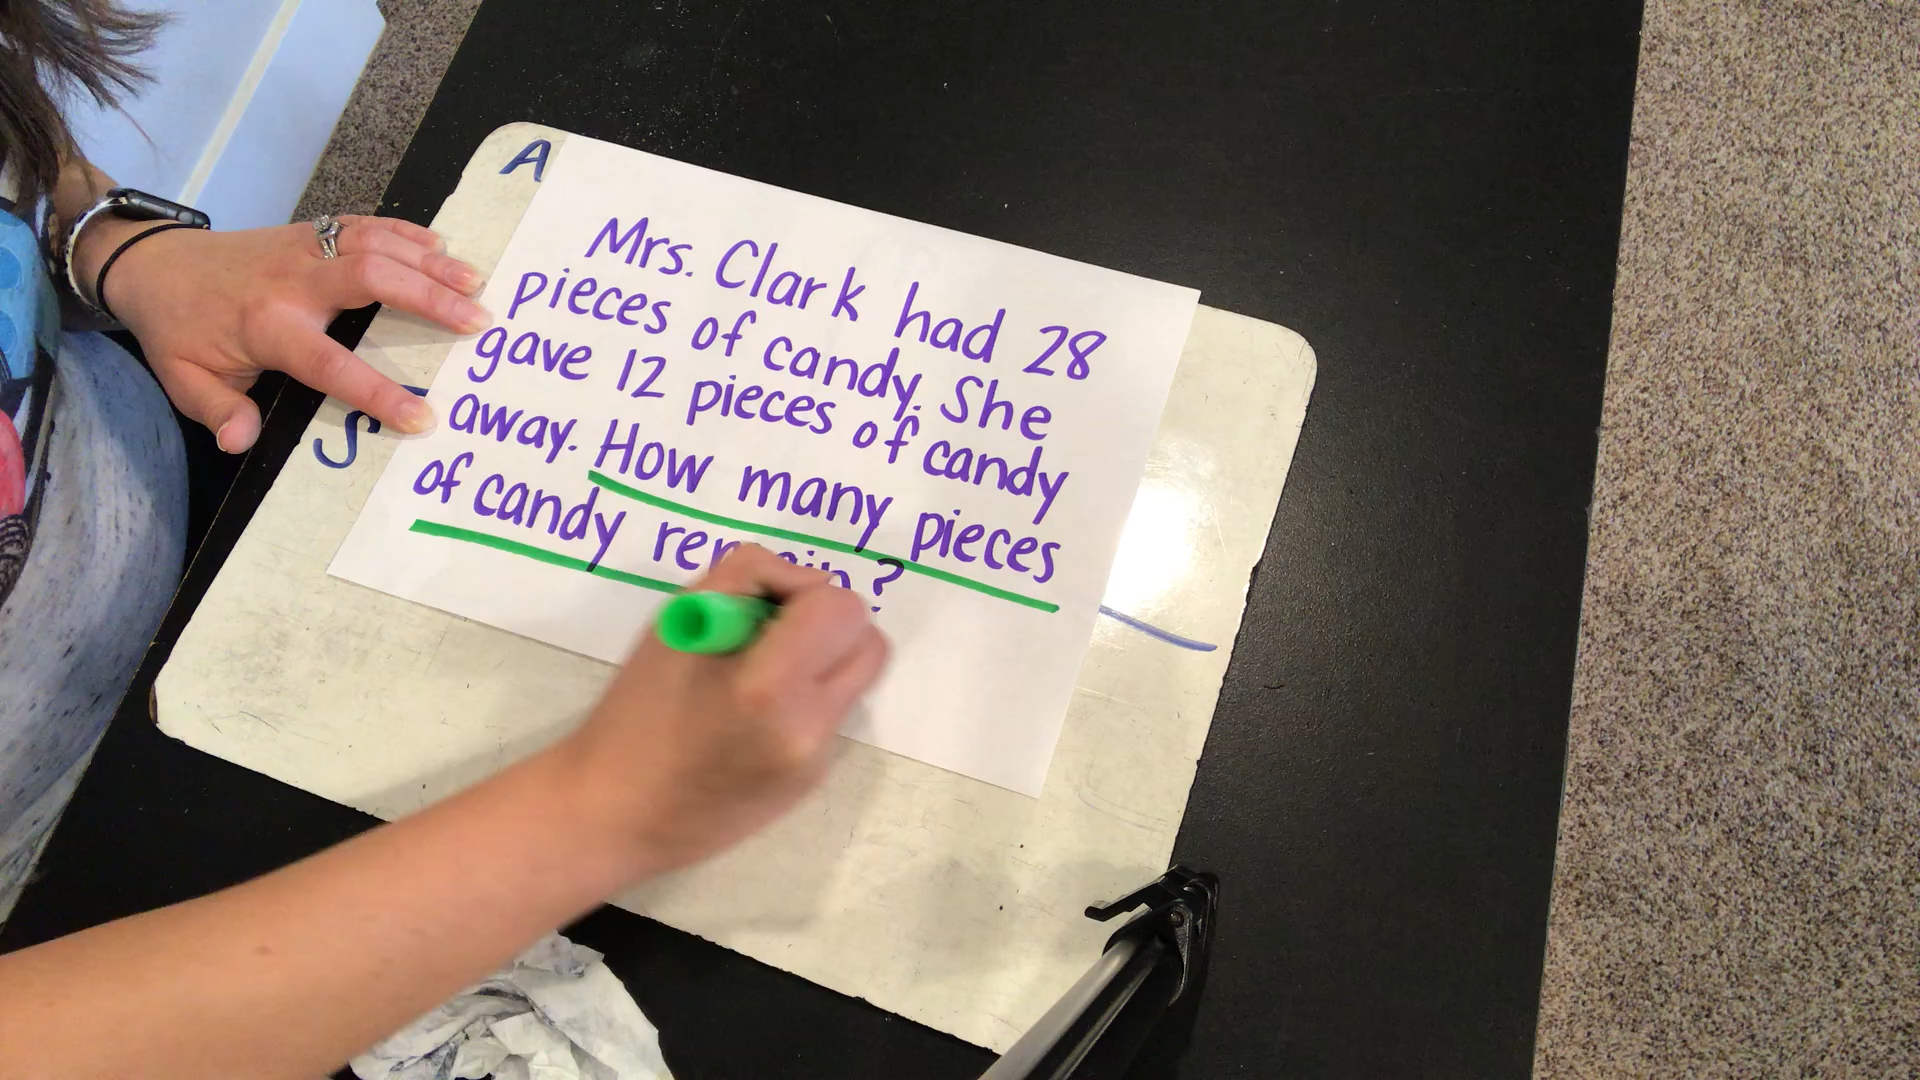 A
Mrs. Clark had 28
pieces of candy. She
gave 12 pieces of candy
away. How many pieces
of candy remain?
S